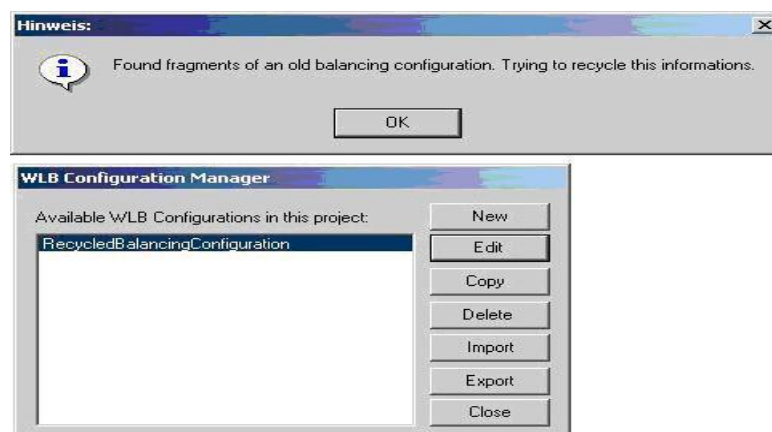 Hinweis:
Found fragments of an old balancing configuration. Trying to recycle this informations.
OK
WLB Configuration Manager
Available WLB Configurations in this project:
RecycledBalancingConfiguration
New
Edit
Copy
Delete
Import
Export
Close